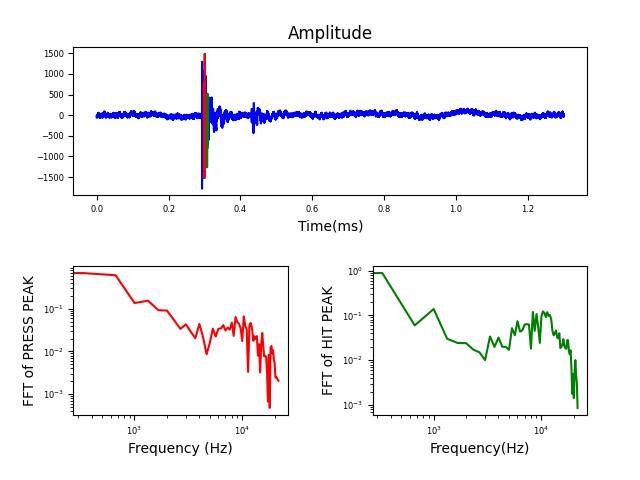 Amplitude
1500
1000
500
0
−500
−1000
−1500
0.0 0.2 0.4 0.6 0.8 1.0 1.2
Time(ms)
FFT of PRESS PEAK
10⁻¹
10⁻²
10⁻³
10³ 10⁴
Frequency (Hz)
FFT of HIT PEAK
10⁰
10⁻¹
10⁻²
10⁻³
10³ 10⁴
Frequency(Hz)